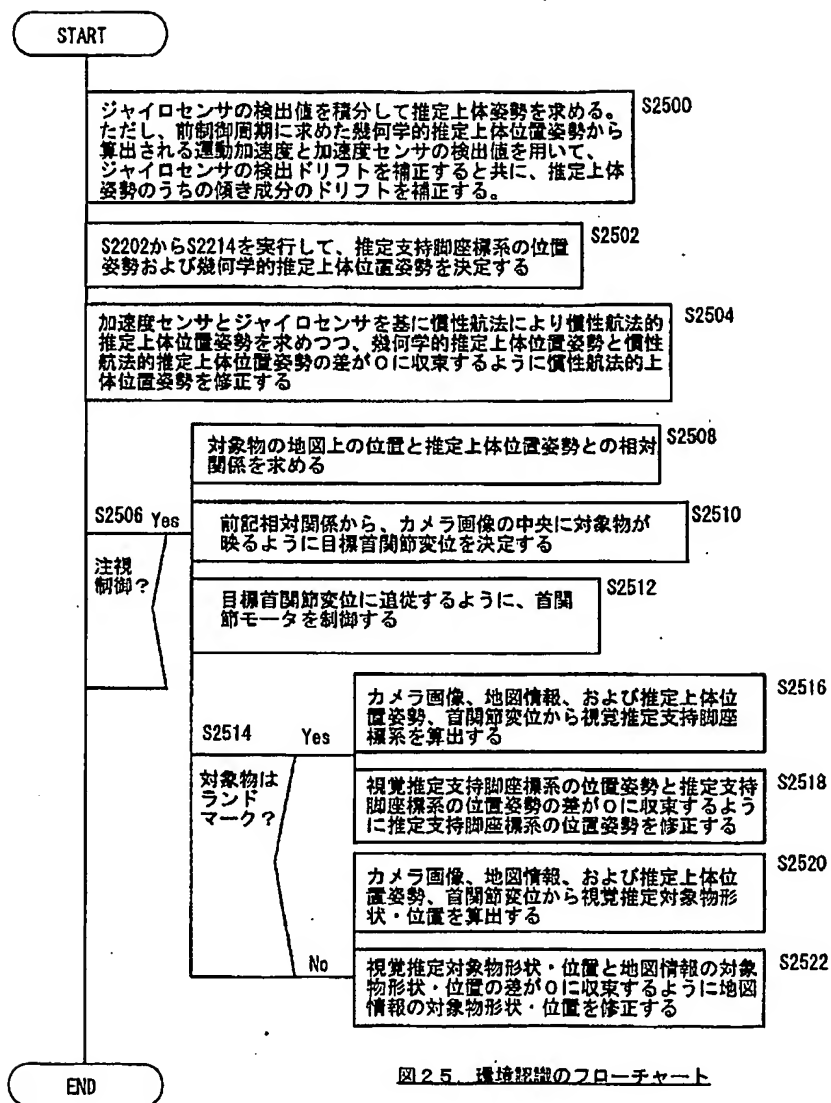 START
S2500
ジャイロセンサの検出値を積分して推定上体姿勢を求める。
ただし、前制御周期に求めた幾何学的推定上体位置姿勢から
算出される運動加速度と加速度センサの検出値を用いて、
ジャイロセンサの検出ドリフトを補正すると共に、推定上体
姿勢のうちの傾き成分のドリフトを補正する。
S2502
S2202からS2214を実行して、推定支持脚座標系の位置
姿勢および幾何学的推定上体位置姿勢を決定する
S2504
加速度センサとジャイロセンサを基に慣性航法により慣性航法的
推定上体位置姿勢を求めつつ、幾何学的推定上体位置姿勢と慣性
航法的推定上体位置姿勢の差が0に収束するように慣性航法的上
体位置姿勢を修正する
S2506 Yes
注視
制御?
S2508
対象物の地図上の位置と推定上体位置姿勢との相対
関係を求める
S2510
前記相対関係から、カメラ画像の中央に対象物が
映るように目標首関節変位を決定する
S2512
目標首関節変位に追従するように、首関
節モータを制御する
S2514 Yes
対象物は
ランド
マーク?
No
S2516
カメラ画像、地図情報、および推定上体位
置姿勢、首関節変位から視覚推定支持脚座
標系を算出する
S2518
視覚推定支持脚座標系の位置姿勢と推定支持
脚座標系の位置姿勢の差が0に収束するよう
に推定支持脚座標系の位置姿勢を修正する
S2520
カメラ画像、地図情報、および推定上体位
置姿勢、首関節変位から視覚推定対象物形
状・位置を算出する
S2522
視覚推定対象物形状・位置と地図情報の対象
物形状・位置の差が0に収束するように地図
情報の対象物形状・位置を修正する
END
図25. 環境認識のフローチャート